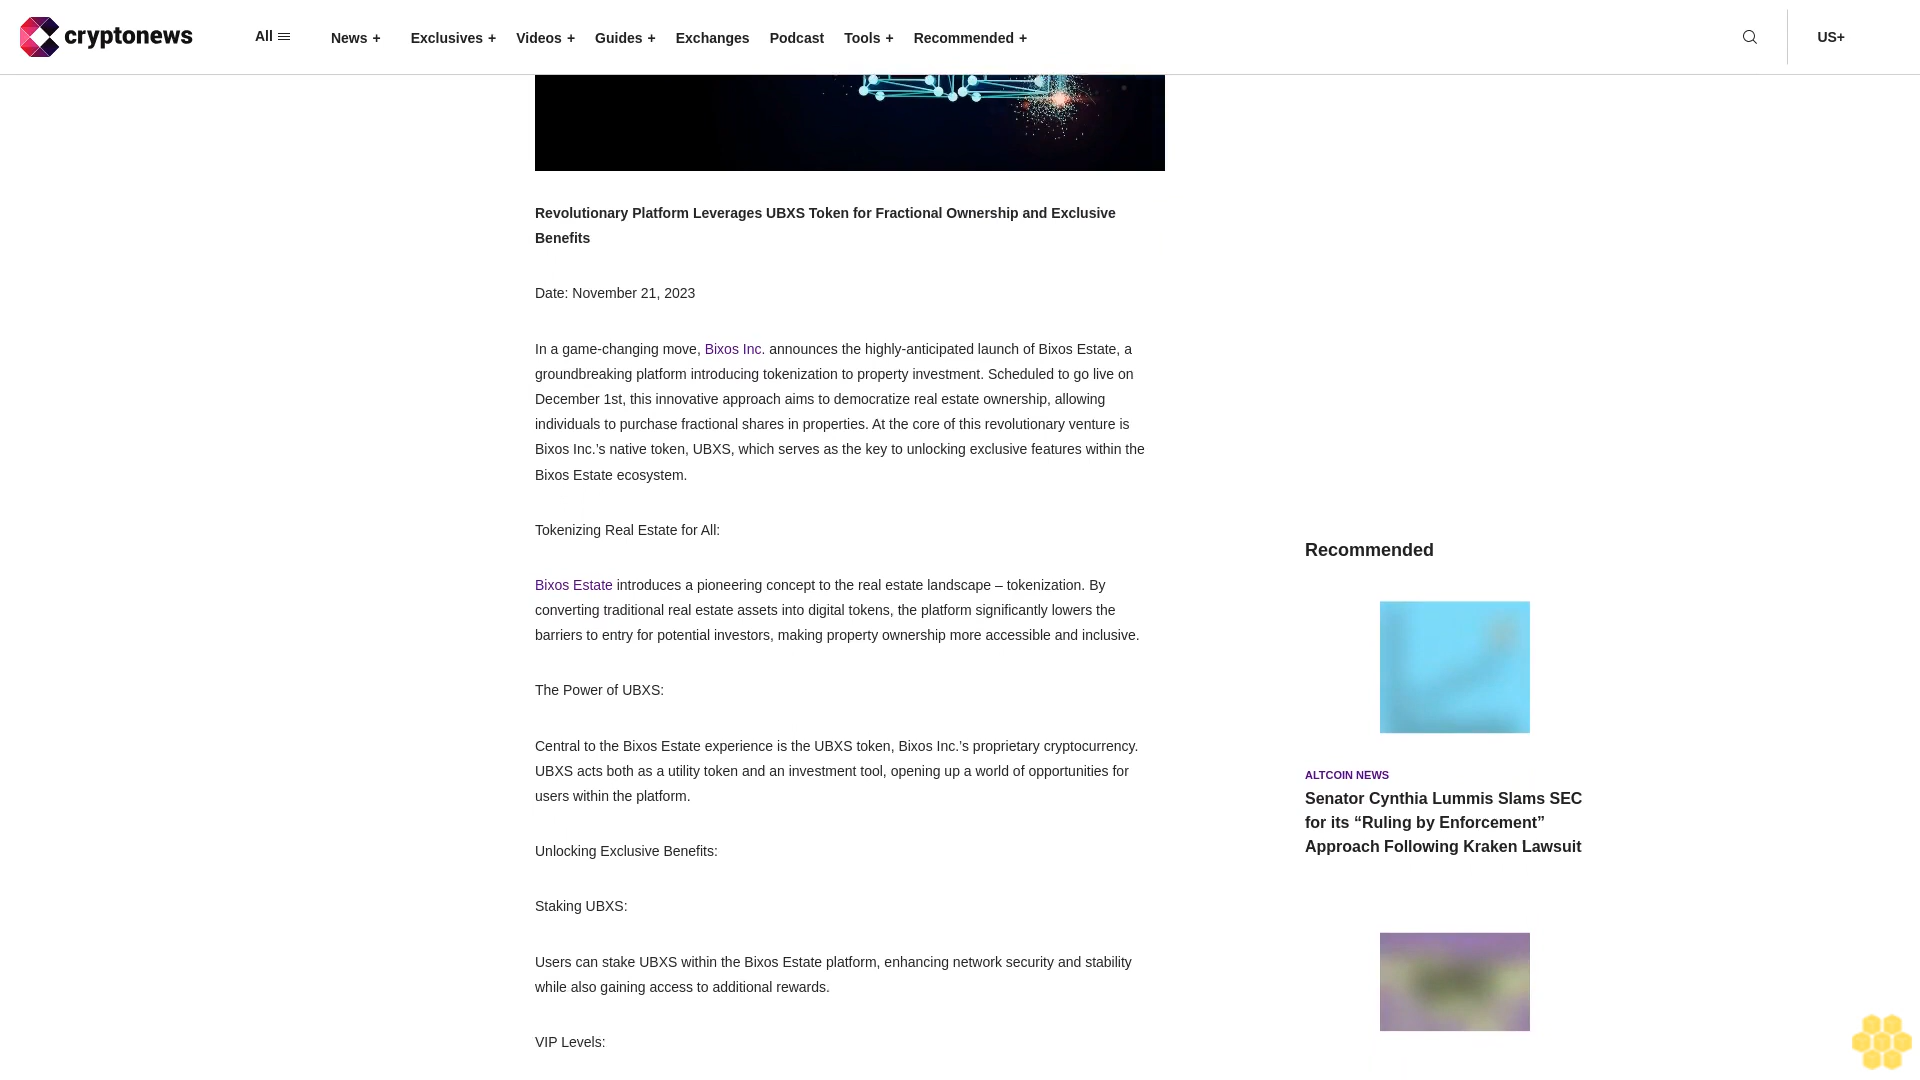 cryptonews
All
News +
Exclusives +
Videos +
Guides +
Exchanges
Podcast
Tools +
Recommended +
US+
Revolutionary Platform Leverages UBXS Token for Fractional Ownership and Exclusive
Benefits
Date: November 21, 2023
In a game-changing move, Bixos Inc. announces the highly-anticipated launch of Bixos Estate, a
groundbreaking platform introducing tokenization to property investment. Scheduled to go live on
December 1st, this innovative approach aims to democratize real estate ownership, allowing
individuals to purchase fractional shares in properties. At the core of this revolutionary venture is
Bixos Inc.’s native token, UBXS, which serves as the key to unlocking exclusive features within the
Bixos Estate ecosystem.
Tokenizing Real Estate for All:
Bixos Estate introduces a pioneering concept to the real estate landscape – tokenization. By
converting traditional real estate assets into digital tokens, the platform significantly lowers the
barriers to entry for potential investors, making property ownership more accessible and inclusive.
The Power of UBXS:
Central to the Bixos Estate experience is the UBXS token, Bixos Inc.’s proprietary cryptocurrency.
UBXS acts both as a utility token and an investment tool, opening up a world of opportunities for
users within the platform.
Unlocking Exclusive Benefits:
Staking UBXS:
Users can stake UBXS within the Bixos Estate platform, enhancing network security and stability
while also gaining access to additional rewards.
VIP Levels:
Recommended
ALTCOIN NEWS
Senator Cynthia Lummis Slams SEC
for its “Ruling by Enforcement”
Approach Following Kraken Lawsuit